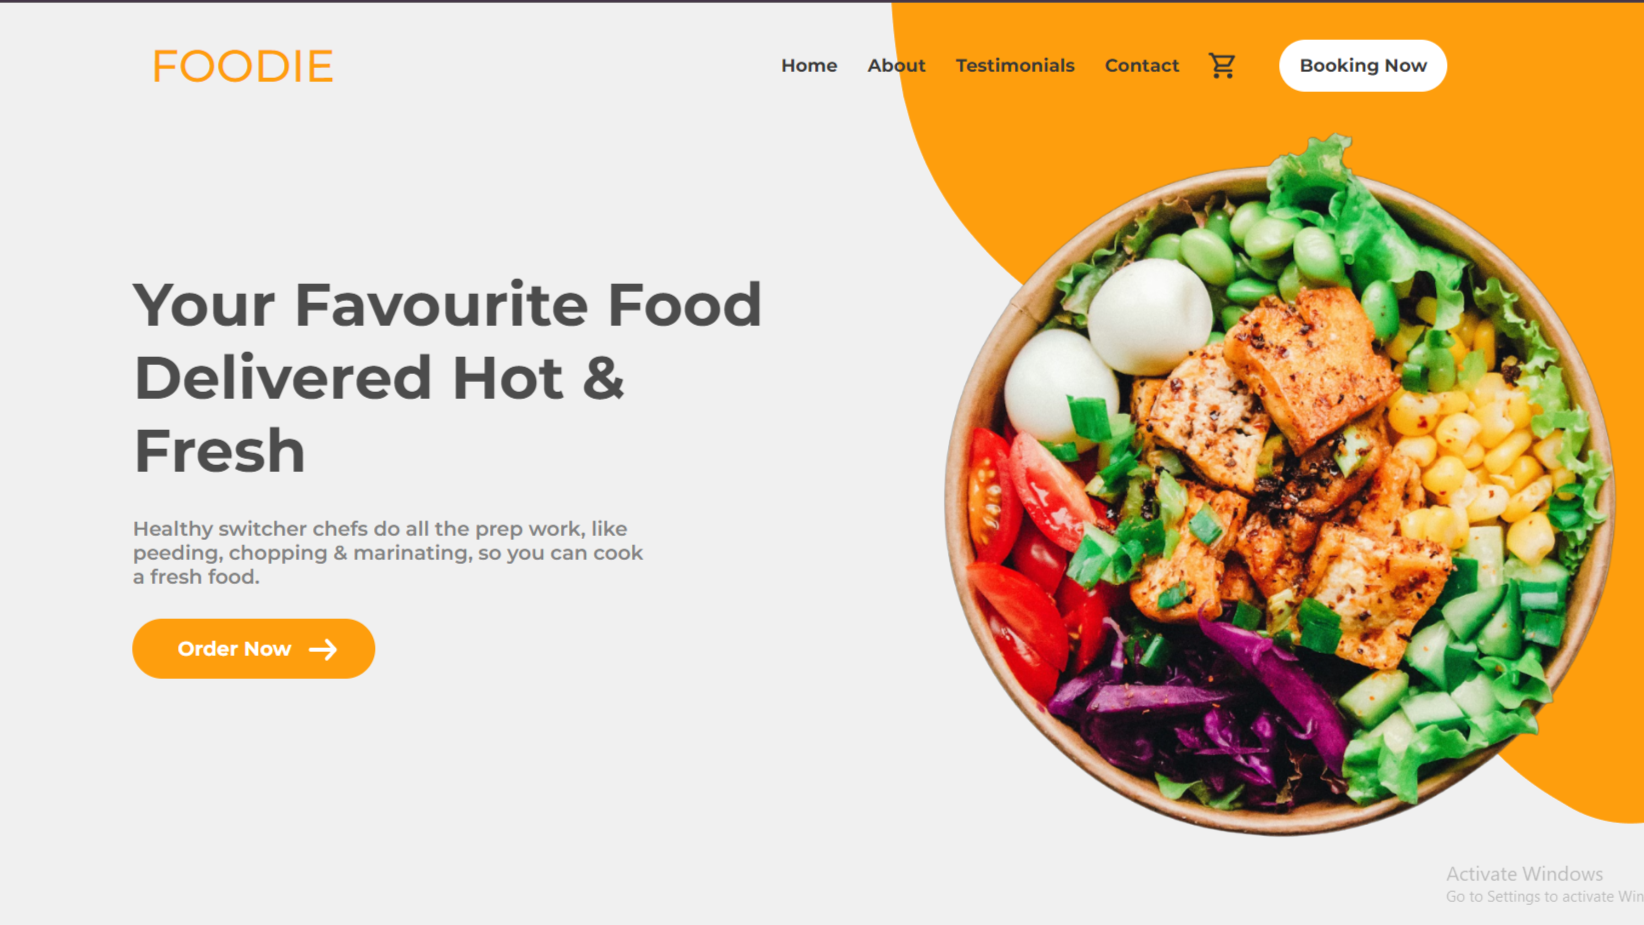 FOODIE
Home About Testimonials Contact Booking Now
Your Favourite Food
Delivered Hot &
Fresh
Healthy switcher chefs do all the prep work, like
peeding, chopping & marinating, so you can cook
a fresh food.
Order Now
Activate Windows
Go to Settings to activate Win